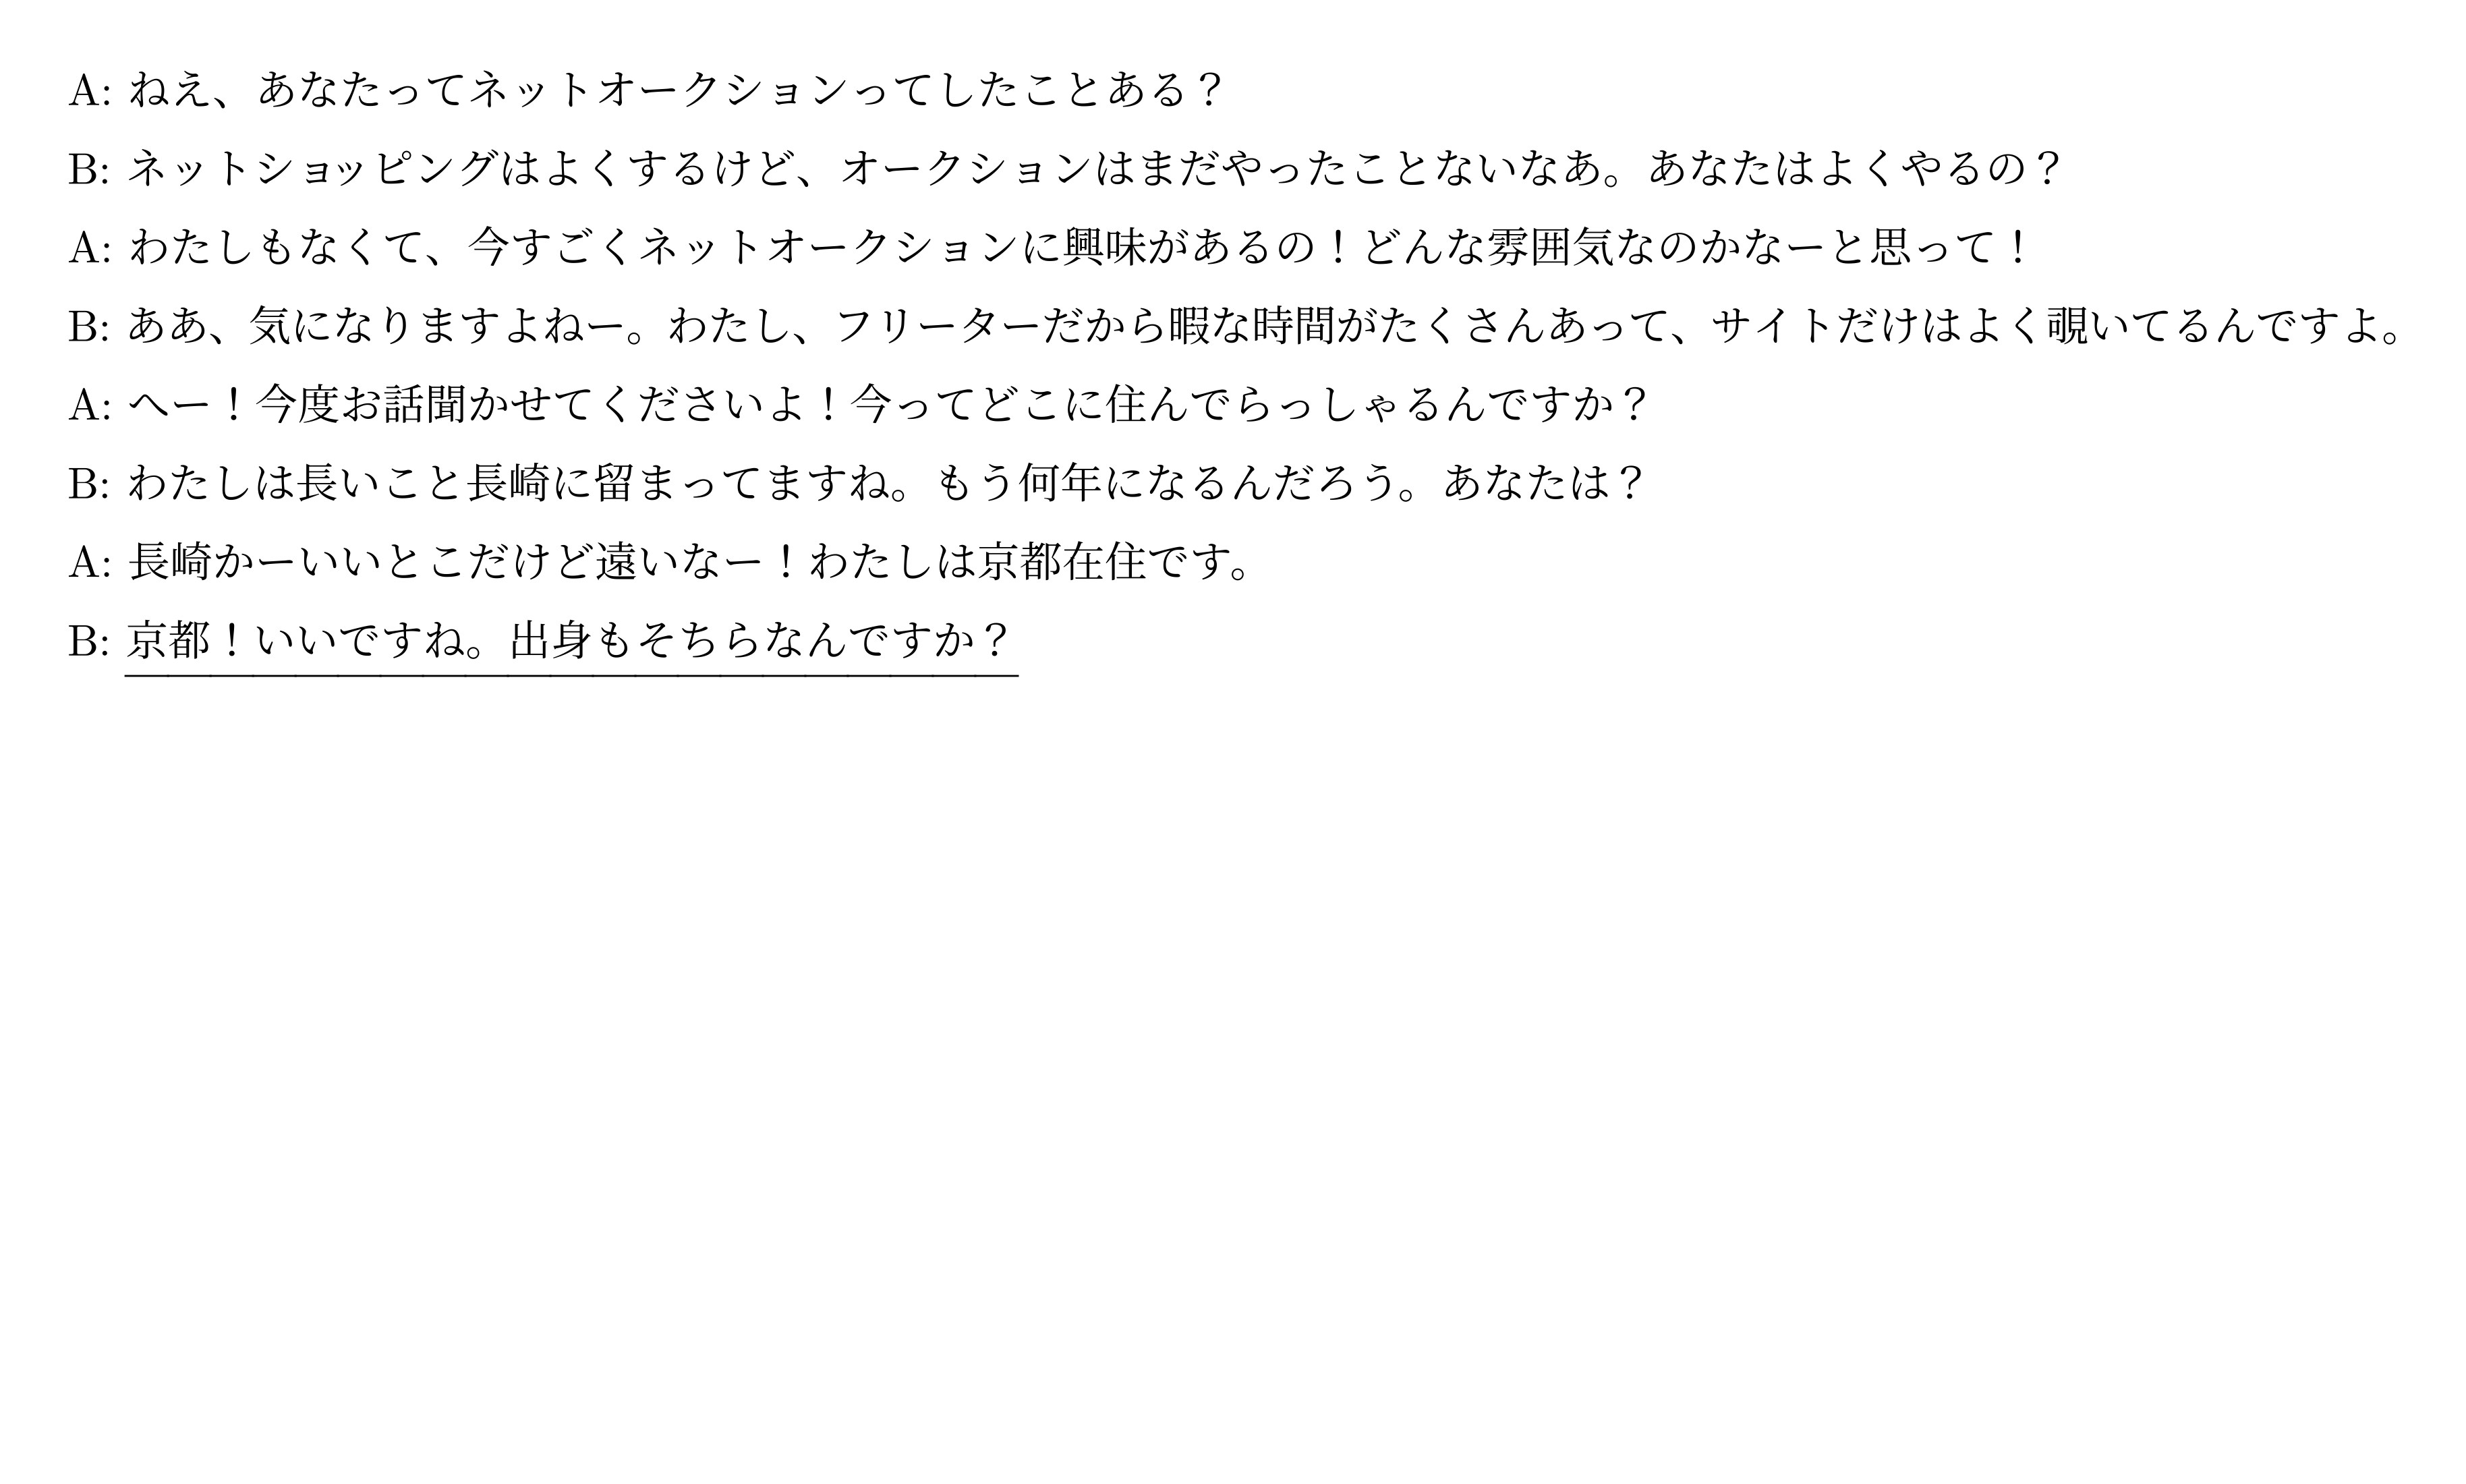 A: ねえ、あなたってネットオークションってしたことある？
B: ネットショッピングはよくするけど、オークションはまだやったことないなあ。あなたはよくやるの？
A: わたしもなくて、今すごくネットオークションに興味があるの！どんな雰囲気なのかなーと思って！
B: ああ、気になりますよねー。わたし、フリーターだから暇な時間がたくさんあって、サイトだけはよく覗いてるんですよ。
A: へー！今度お話聞かせてくださいよ！今ってどこに住んでらっしゃるんですか？
B: わたしは長いこと長崎に留まってますね。もう何年になるんだろう。あなたは？
A: 長崎かーいいとこだけど遠いなー！わたしは京都在住です。
B: 京都！いいですね。出身もそちらなんですか？